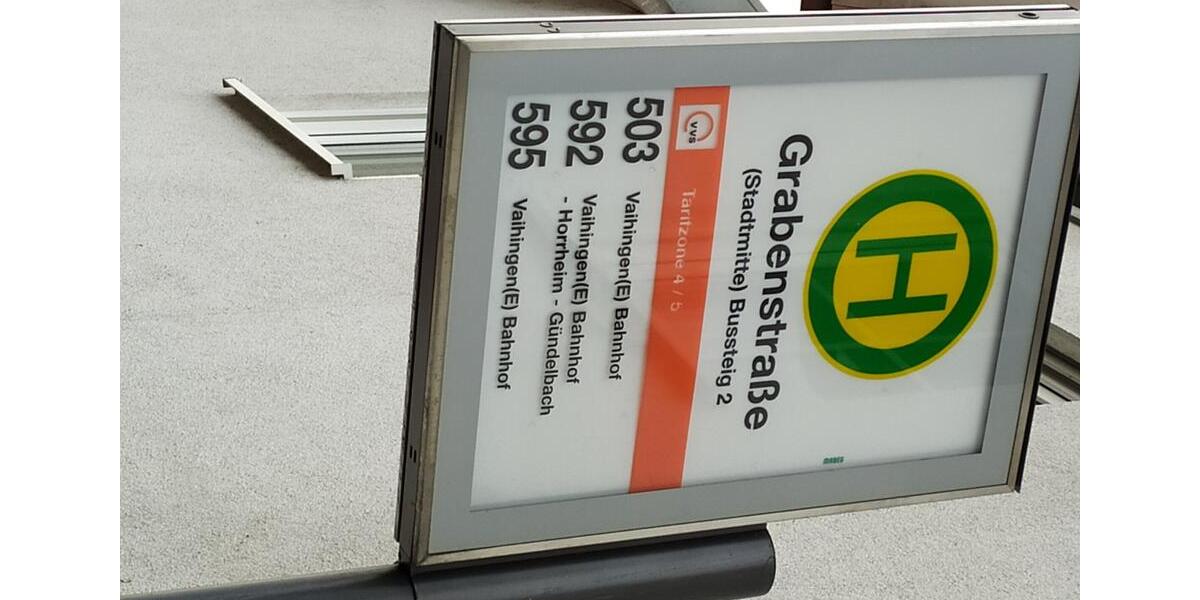 H
Grabenstraße
(Stadtmitte) Bussteig 2
vvs Tarifzone 4 / 5
503 Vaihingen(E) Bahnhof
592 Vaihingen(E) Bahnhof
- Horrheim - Gündelbach
595 Vaihingen(E) Bahnhof